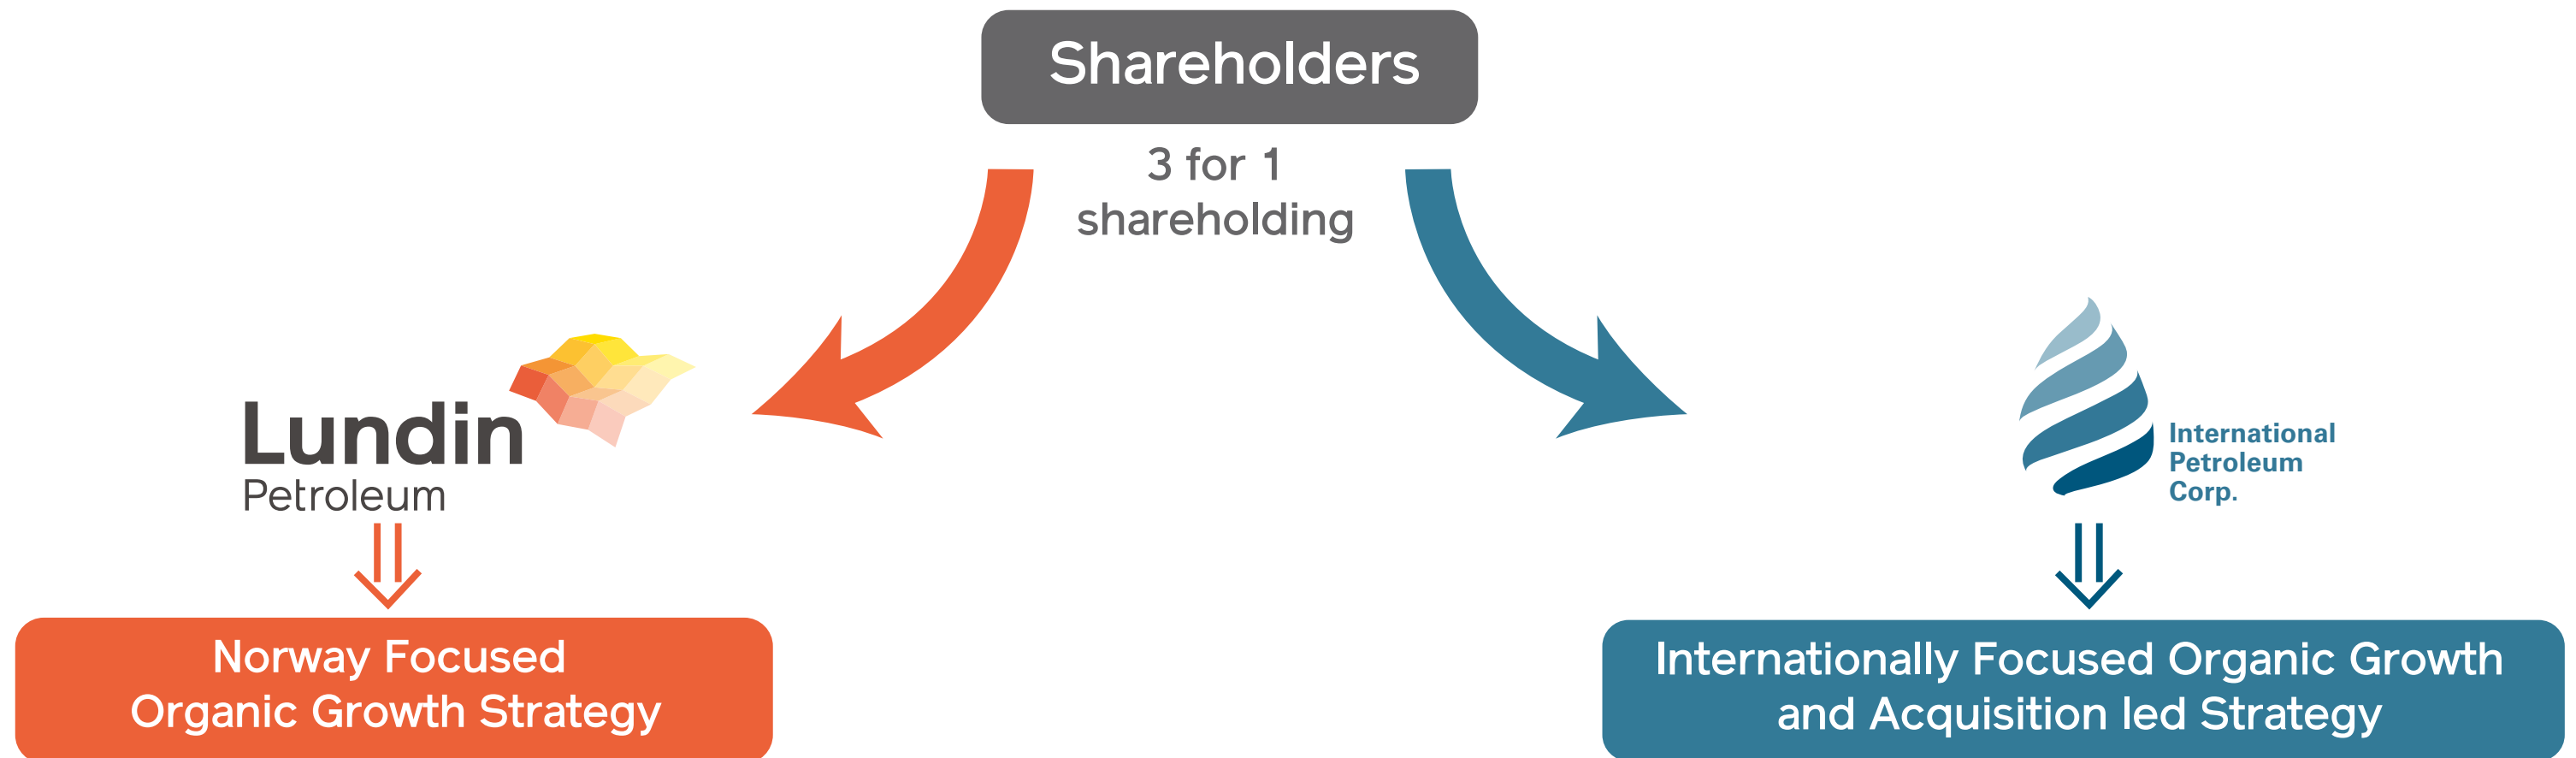 Shareholders
3 for 1
shareholding
Lundin
Petroleum
International
Petroleum
Corp.
Norway Focused
Organic Growth Strategy
Internationally Focused Organic Growth
and Acquisition led Strategy